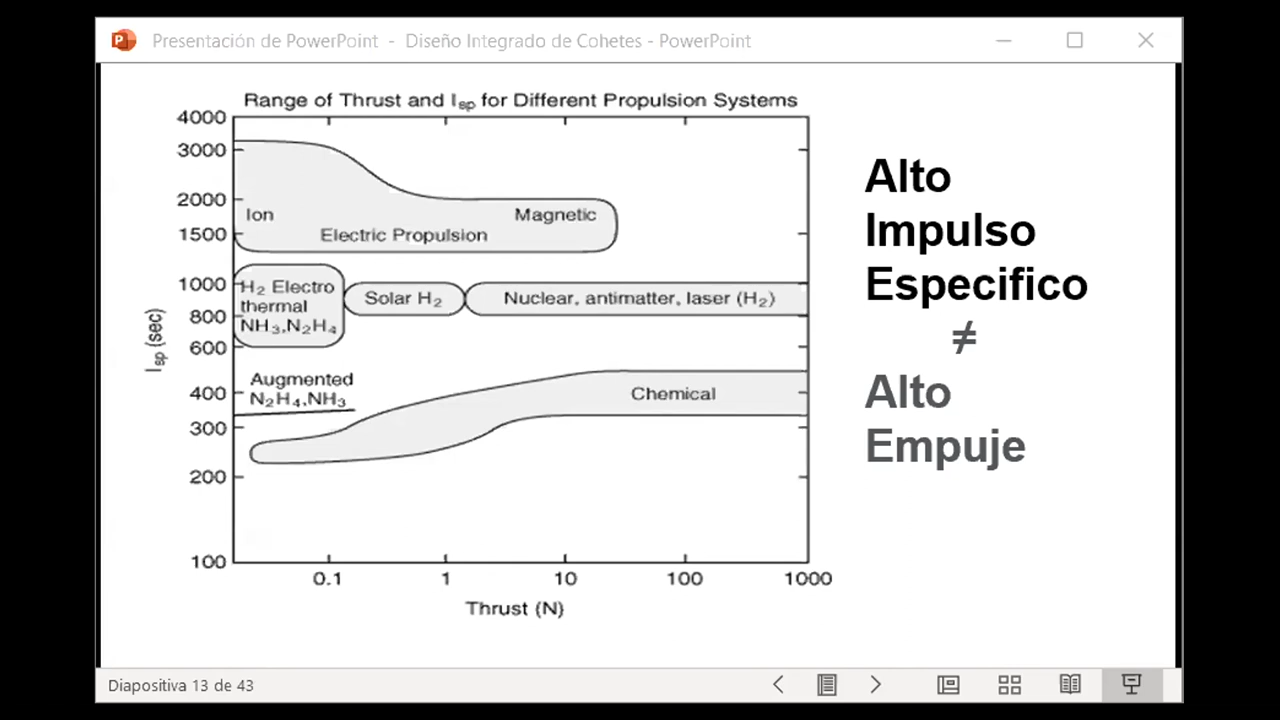 Presentación de PowerPoint - Diseño Integrado de Cohetes - PowerPoint
Range of Thrust and Isp for Different Propulsion Systems
4000
3000
2000
1500
1000
800
600
400
300
200
100
Isp (sec)
Ion
Magnetic
Electric Propulsion
H2 Electro
thermal
NH3,N2H4
Solar H2
Nuclear, antimatter, laser (H2)
Augmented
N2H4,NH3
Chemical
0.1 1 10 100 1000
Thrust (N)
Alto
Impulso
Especifico
≠
Alto
Empuje
Diapositiva 13 de 43